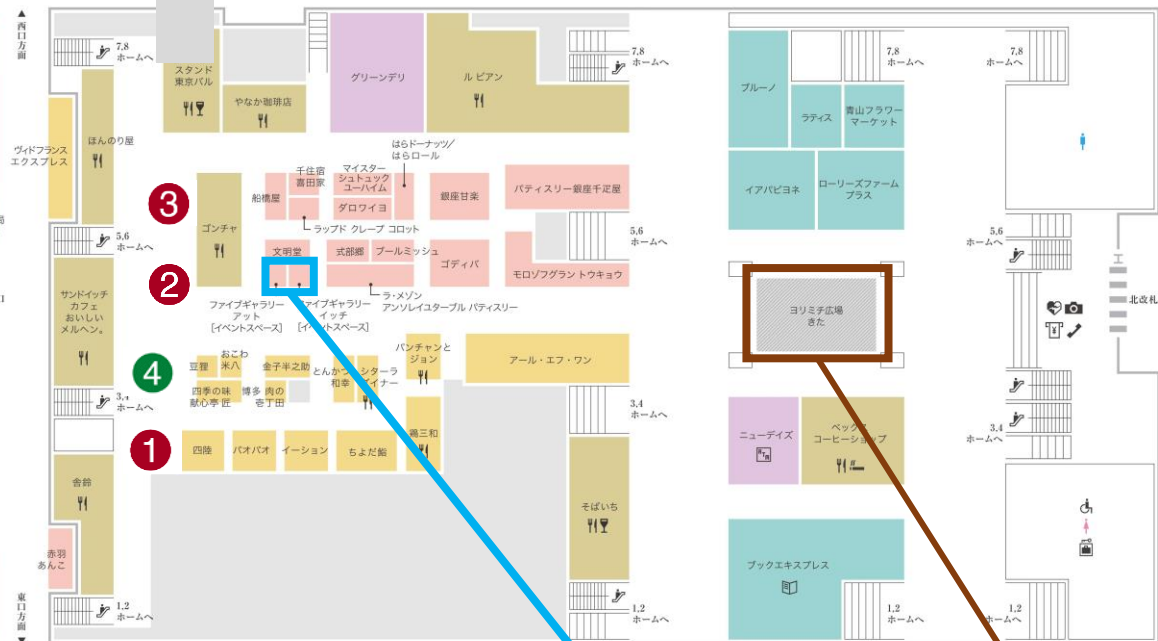 ▲西口方面
7,8
ホームへ
スタンド
東京バル
やなか珈琲店
グリーンデリ
ル ビアン
7,8
ホームへ
ブルーノ
ラティス
青山フラワー
マーケット
7,8
ホームへ
7,8
ホームへ
ヴィドフランス
エクスプレス
ほんのり屋
はらドーナッツ/
はらロール
3
ゴンチャ
船橋屋
千住宿
喜田家
マイスター
シュトュック
ユーハイム
ダロワイヨ
銀座甘楽
パティスリー銀座千疋屋
イアパピヨネ
ローリーズファーム
プラス
ラップド クレープ コロット
5,6
ホームへ
5,6
ホームへ
5,6
ホームへ
2
文明堂
式部郷
ブールミッシュ
ゴディバ
モロゾフグラン トウキョウ
サンドイッチ
カフェ
おいしい
メルヘン。
ファイブギャラリー
アット
[イベントスペース]
ファイブギャラリー
イッチ
[イベントスペース]
ラ・メゾン
アンソレイユターブル パティスリー
ヨリミチ広場
きた
北改札
4
豆狸
おこわ
米八
金子半之助
とんかつ
和幸
シターラ
ダイナー
パンチャンと
ジョン
アール・エフ・ワン
四季の味
献心亭 匠
博多 肉の
壱丁田
3,4
ホームへ
3,4
ホームへ
3,4
ホームへ
1
四陸
パオパオ
イーション
ちよだ鮨
鶏三和
ニューデイズ
ベックス
コーヒーショップ
舎鈴
そばいち
赤羽
あんこ
ブックエキスプレス
1,2
ホームへ
1,2
ホームへ
1,2
ホームへ
1,2
ホームへ
東口方面▼